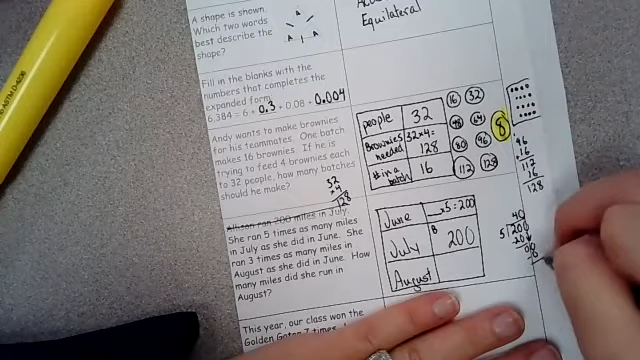 A shape is shown.
Which two words
best describe the
shape?
Equilateral
Fill in the blanks with the
numbers that completes the
expanded form.
6.384 = 6 + 0.3 + 0.08 + 0.004
Andy wants to make brownies
for his teammates. One batch
makes 16 brownies. If he is
trying to feed 4 brownies each
to 32 people, how many batches
should he make?
32
x4
128
people 32
Brownies needed 32x4=
128
# in a batch 16
16 32
48 64
80 96
112 128
8
96
16
112
16
128
Allison ran 200 miles in July.
She ran 5 times as many miles
in July as she did in June. She
ran 3 times as many miles in
August as she did in June. How
many miles did she run in
August?
June __x5=200
July 200
August
40
5 200
-20
00
This year, our class won the